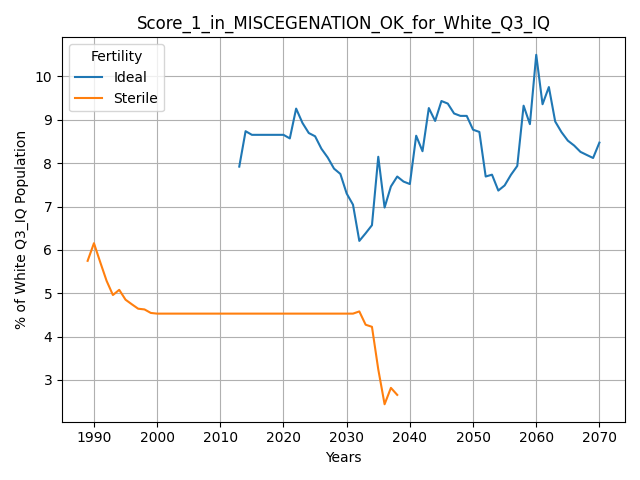 Score_1_in_MISCEGENATION_OK_for_White_Q3_IQ
Fertility
Ideal
Sterile
% of White Q3_IQ Population
10
9
8
7
6
5
4
3
1990 2000 2010 2020 2030 2040 2050 2060 2070
Years